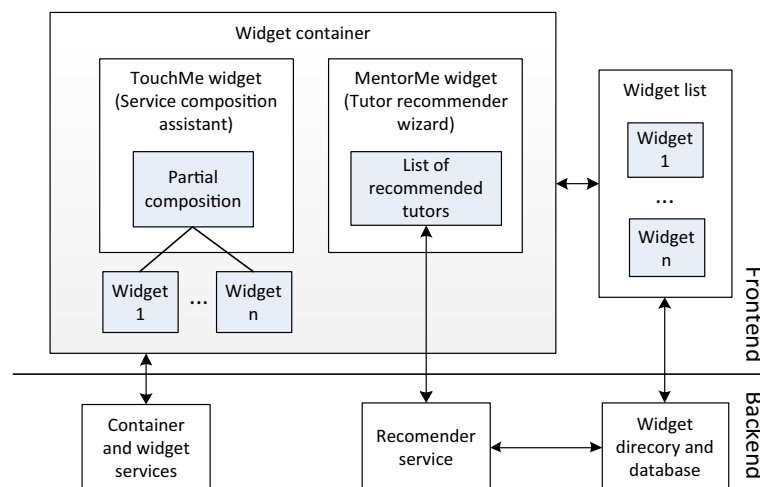 Widget container
TouchMe widget
(Service composition
assistant)
Partial
composition
Widget
1
...
Widget
n
MentorMe widget
(Tutor recommender
wizard)
List of
recommended
tutors
Widget list
Widget
1
...
Widget
n
Frontend
Backend
Container
and widget
services
Recomender
service
Widget
direcory and
database